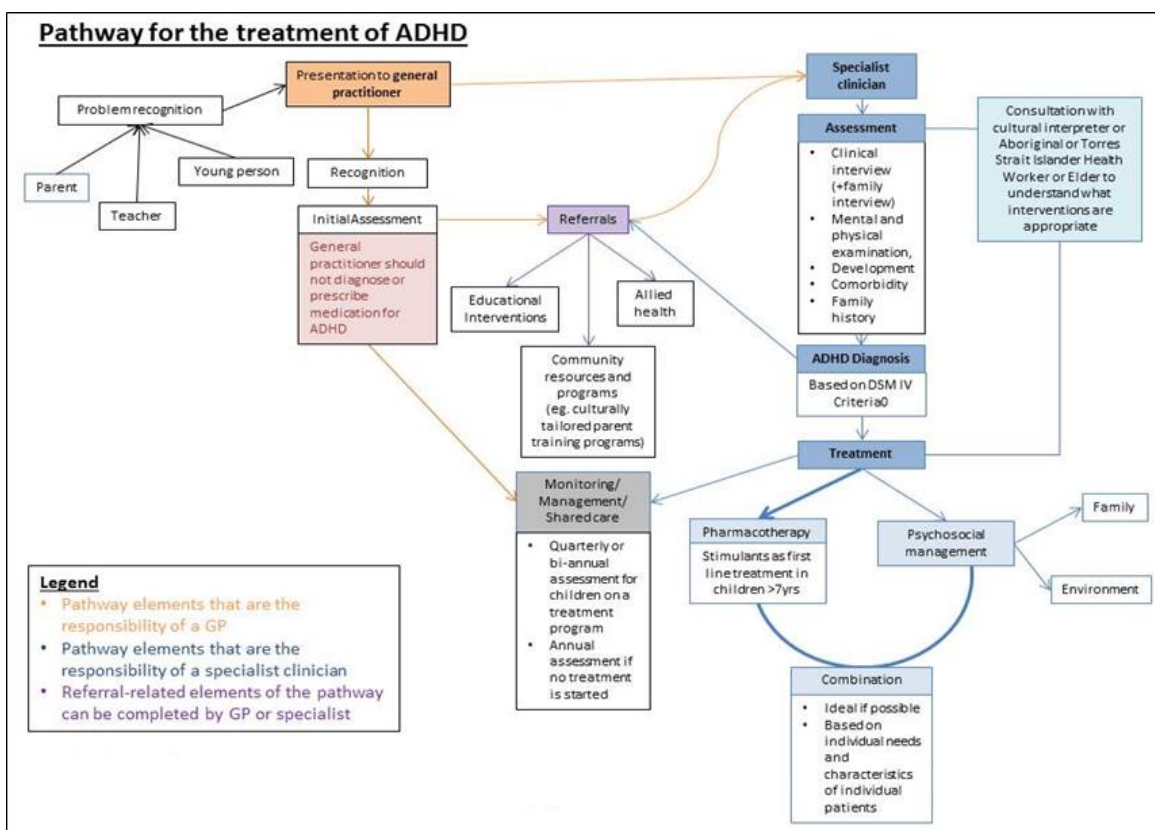 Pathway for the treatment of ADHD
Presentation to general
practitioner
Problem recognition
Parent
Teacher
Young person
Recognition
Initial Assessment
General
practitioner should
not diagnose or
prescribe
medication for
ADHD
Referrals
Educational
Interventions
Allied
health
Community
resources and
programs
(eg. culturally
tailored parent
training programs)
Specialist
clinician
Assessment
• Clinical
interview
(+family
interview)
• Mental and
physical
examination,
• Development
• Comorbidity
• Family
history
Consultation with
cultural interpreter or
Aboriginal or Torres
Strait Islander Health
Worker or Elder to
understand what
interventions are
appropriate
ADHD Diagnosis
Based on DSM IV
Criteria0
Treatment
Monitoring/
Management/
Shared care
• Quarterly or
bi-annual
assessment for
children on a
treatment
program
• Annual
assessment if
no treatment
is started
Pharmacotherapy
Stimulants as first
line treatment in
children >7yrs
Psychosocial
management
Family
Environment
Combination
• Ideal if possible
• Based on
individual needs
and
characteristics
of individual
patients
Legend
• Pathway elements that are the
responsibility of a GP
• Pathway elements that are the
responsibility of a specialist clinician
• Referral-related elements of the pathway
can be completed by GP or specialist